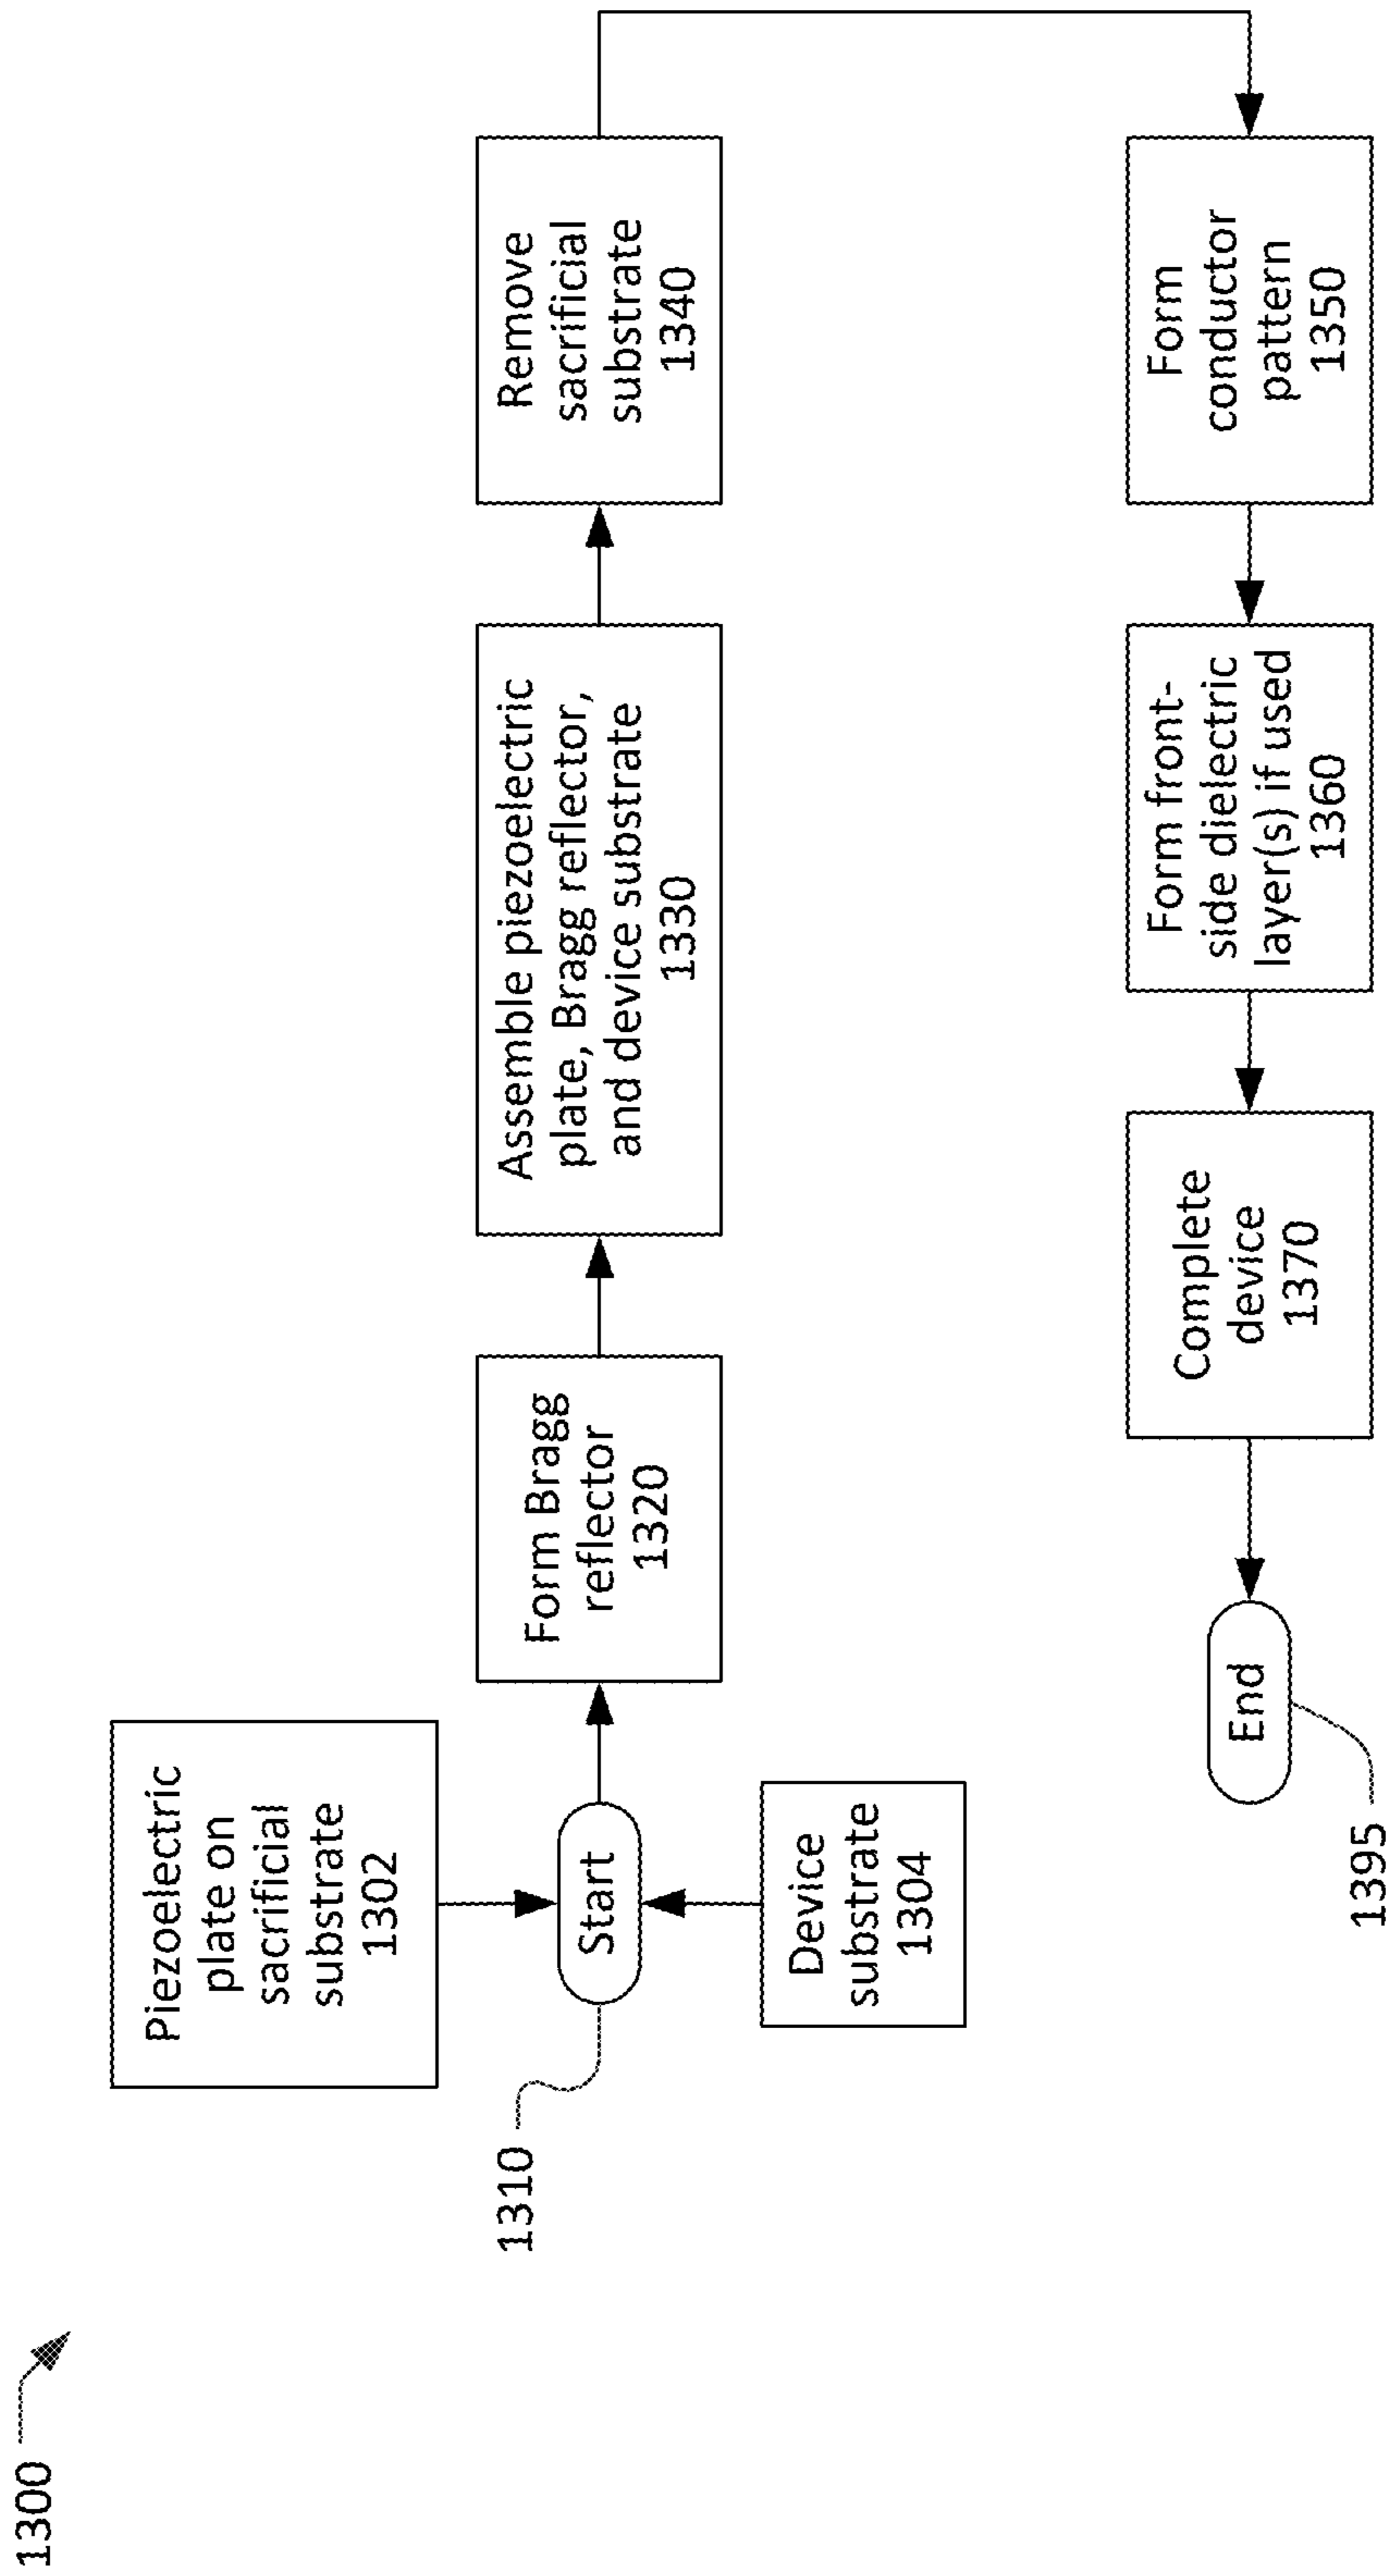 1300
Piezoelectric
plate on
sacrificial
substrate
1302
1310
Start
Device
substrate
1304
Form Bragg
reflector
1320
Assemble piezoelectric
plate, Bragg reflector,
and device substrate
1330
Remove
sacrificial
substrate
1340
Form
conductor
pattern
1350
Form front-
side dielectric
layer(s) if used
1360
Complete
device
1370
End
1395